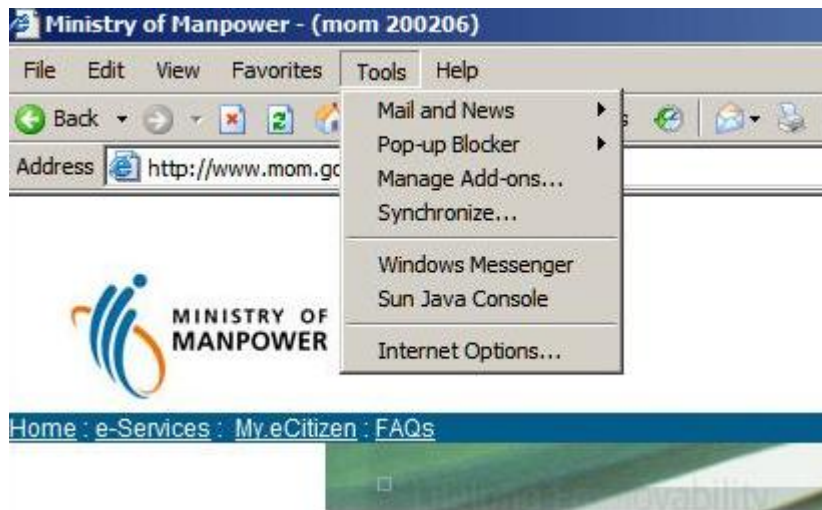 Ministry of Manpower - (mom 200206)
File Edit View Favorites Tools Help
Back
Address http://www.mom.go
Mail and News
Pop-up Blocker
Manage Add-ons...
Synchronize...
Windows Messenger
Sun Java Console
Internet Options...
MINISTRY OF
MANPOWER
Home : e-Services : My.eCitizen : FAQs